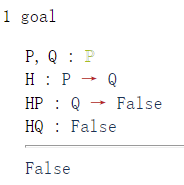 1 goal
P, Q : P
H : P → Q
HP : Q → False
HQ : False
False